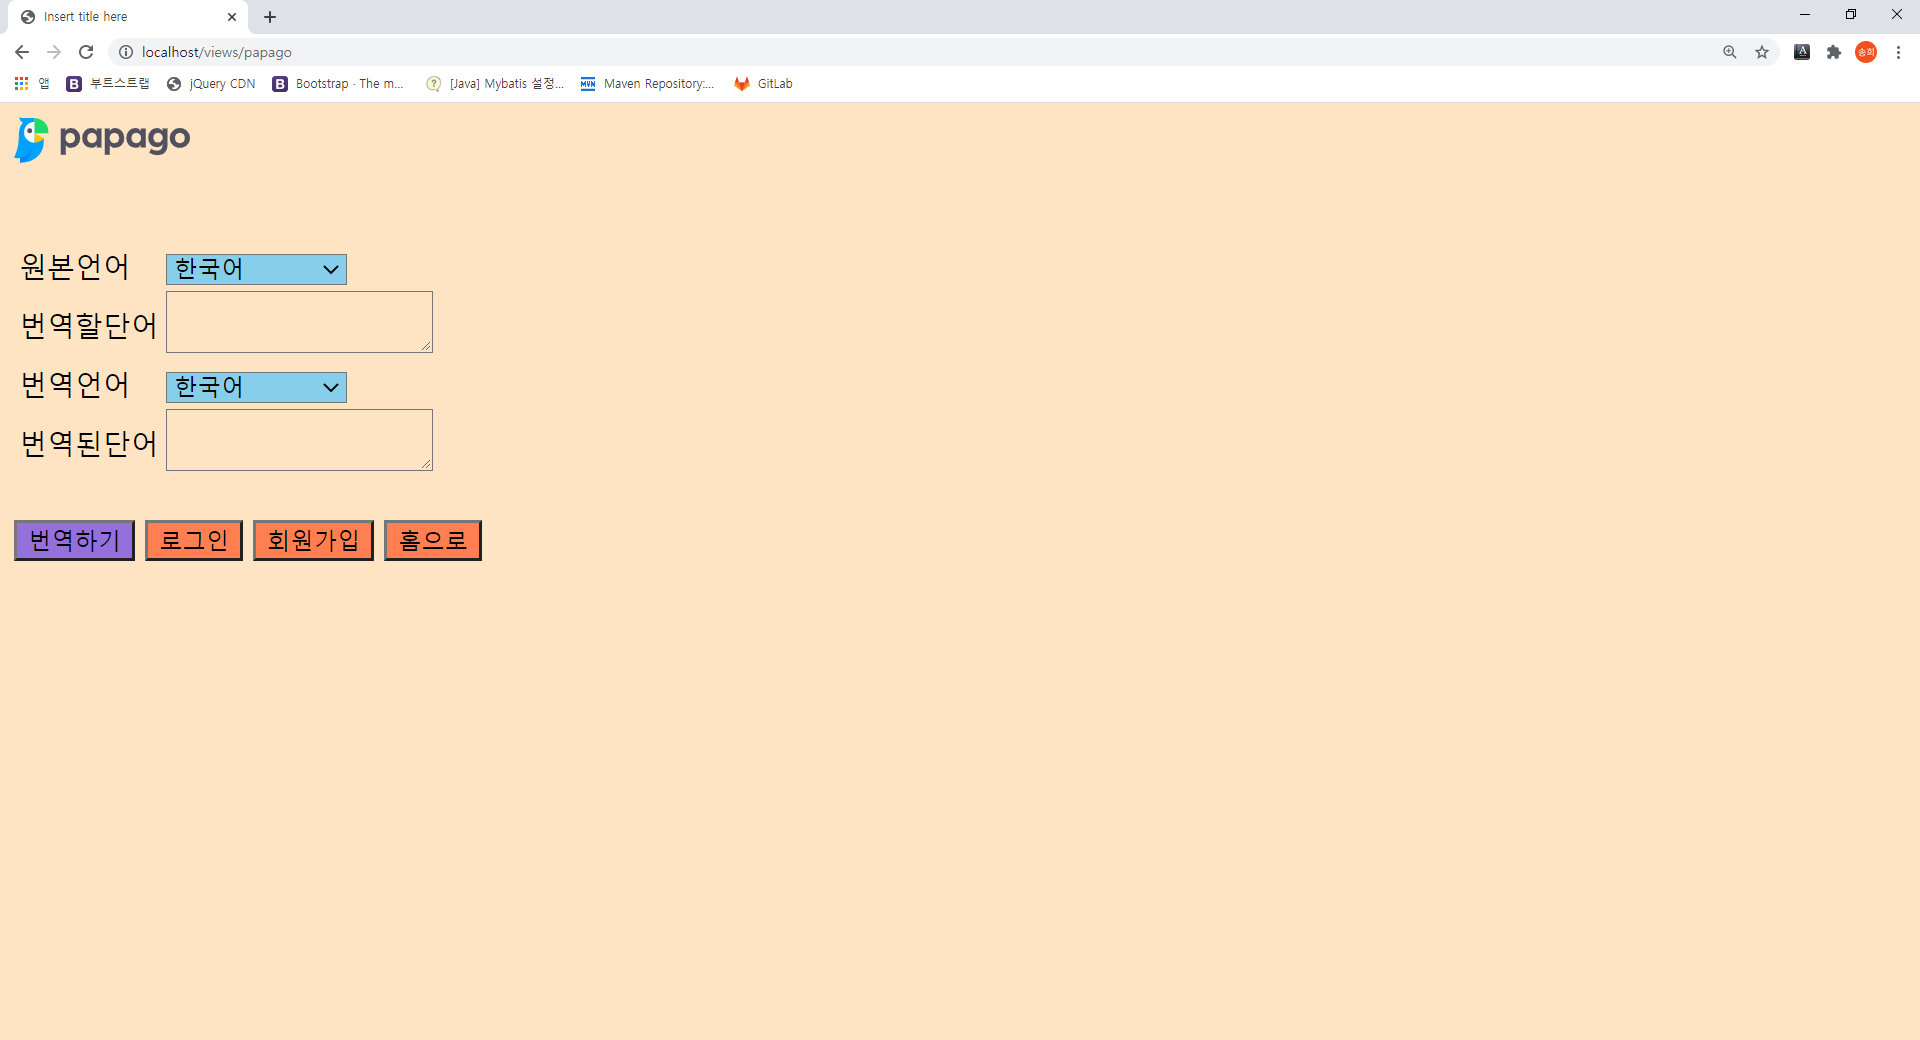 Insert title here
localhost/views/papago
송희
앱 부트스트랩 jQuery CDN Bootstrap · The m... [Java] Mybatis 설정... Maven Repository:... GitLab
papago
원본언어 한국어
번역할단어
번역언어 한국어
번역된단어
번역하기 로그인 회원가입 홈으로